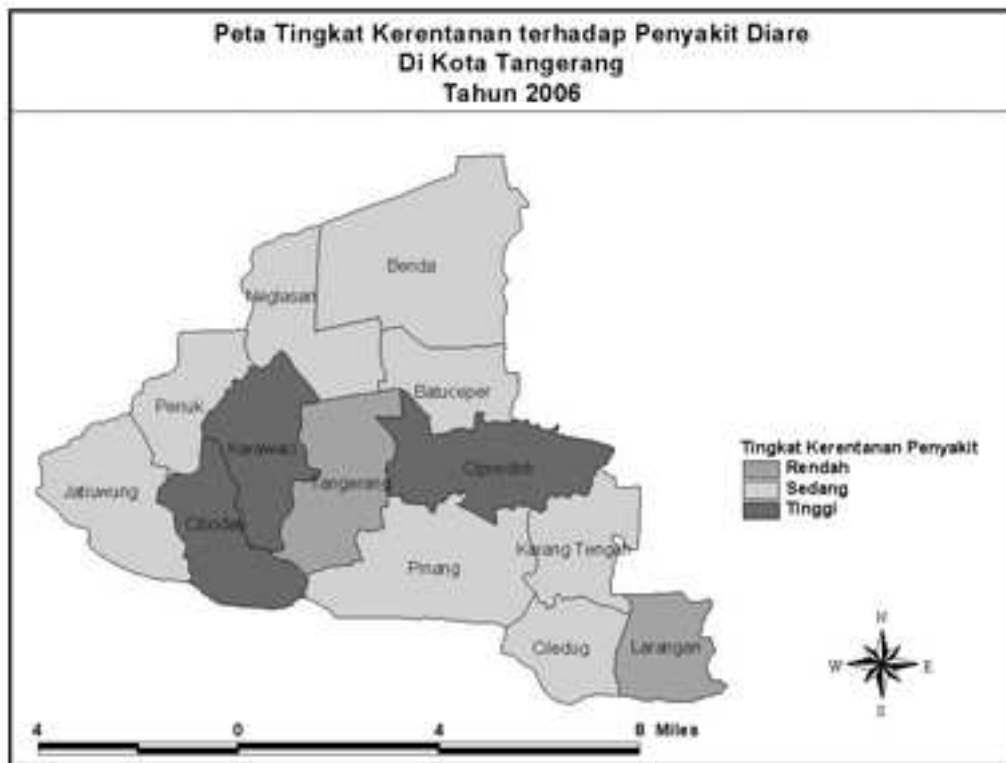 Peta Tingkat Kerentanan terhadap Penyakit Diare
Di Kota Tangerang
Tahun 2006
Benda
Neglasari
Batuceper
Periuk
Karawaci
Cipondoh
Tangerang
Jatiuwung
Cibodas
Karang Tengah
Pinang
Ciledug
Larangan
Tingkat Kerentanan Penyakit
Rendah
Sedang
Tinggi
N
W
E
S
4 0 4 8 Miles